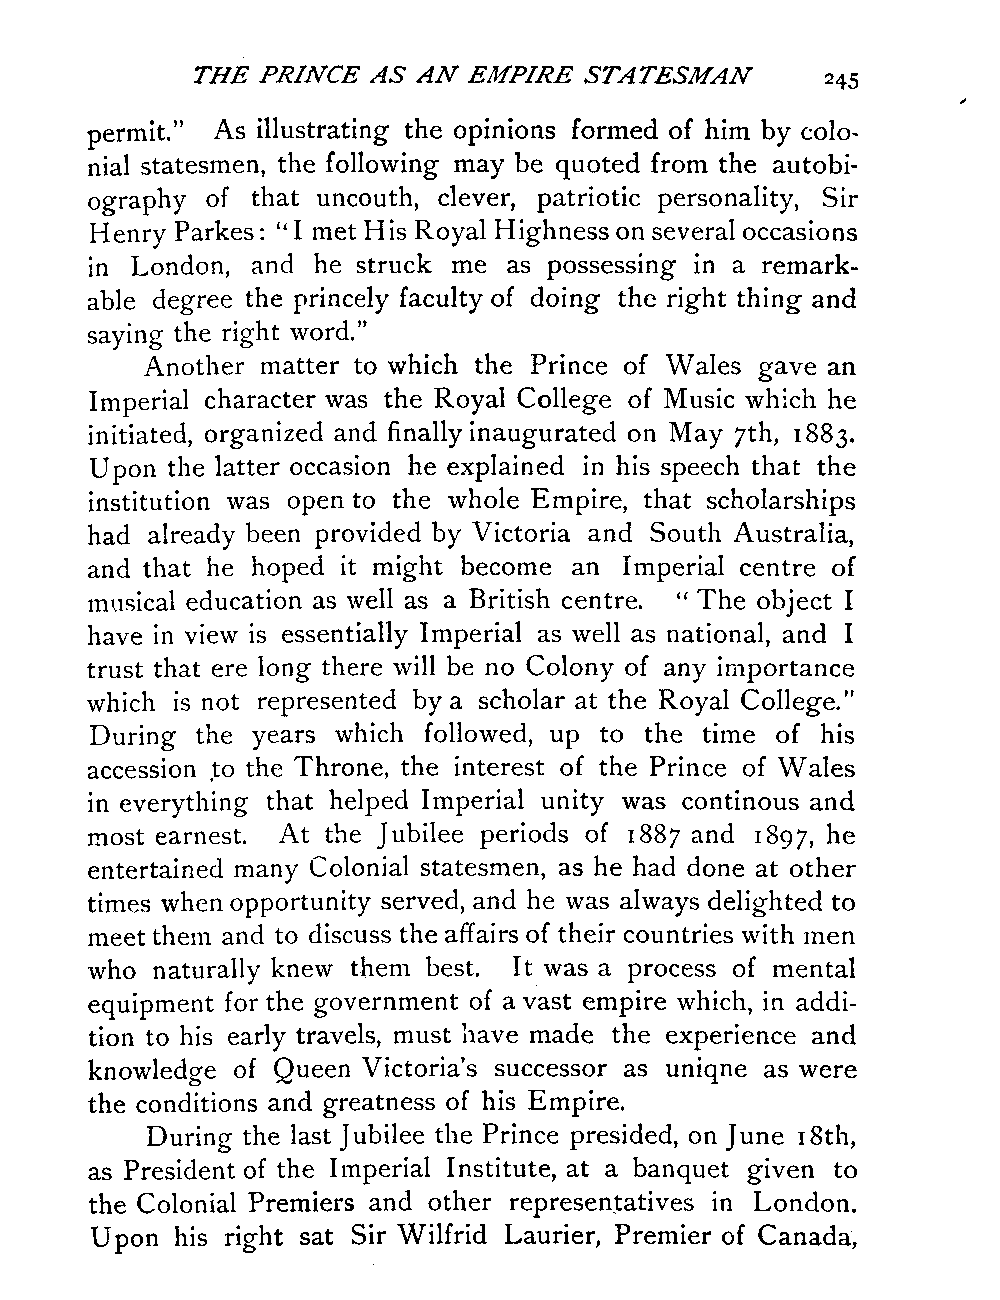 THE PRINCE AS AN EMPIRE STATESMAN 245
permit." As illustrating the opinions formed of him by colo-
nial statesmen, the following may be quoted from the autobi-
ography of that uncouth, clever, patriotic personality, Sir
Henry Parkes: "I met His Royal Highness on several occasions
in London, and he struck me as possessing in a remark-
able degree the princely faculty of doing the right thing and
saying the right word."
Another matter to which the Prince of Wales gave an
Imperial character was the Royal College of Music which he
initiated, organized and finally inaugurated on May 7th, 1883.
Upon the latter occasion he explained in his speech that the
institution was open to the whole Empire, that scholarships
had already been provided by Victoria and South Australia,
and that he hoped it might become an Imperial centre of
musical education as well as a British centre. "The object I
have in view is essentially Imperial as well as national, and I
trust that ere long there will be no Colony of any importance
which is not represented by a scholar at the Royal College."
During the years which followed, up to the time of his
accession to the Throne, the interest of the Prince of Wales
in everything that helped Imperial unity was continous and
most earnest. At the Jubilee periods of 1887 and 1897, he
entertained many Colonial statesmen, as he had done at other
times when opportunity served, and he was always delighted to
meet them and to discuss the affairs of their countries with men
who naturally knew them best. It was a process of mental
equipment for the government of a vast empire which, in addi-
tion to his early travels, must have made the experience and
knowledge of Queen Victoria's successor as uniqne as were
the conditions and greatness of his Empire.
During the last Jubilee the Prince presided, on June 18th,
as President of the Imperial Institute, at a banquet given to
the Colonial Premiers and other representatives in London.
Upon his right sat Sir Wilfrid Laurier, Premier of Canada,